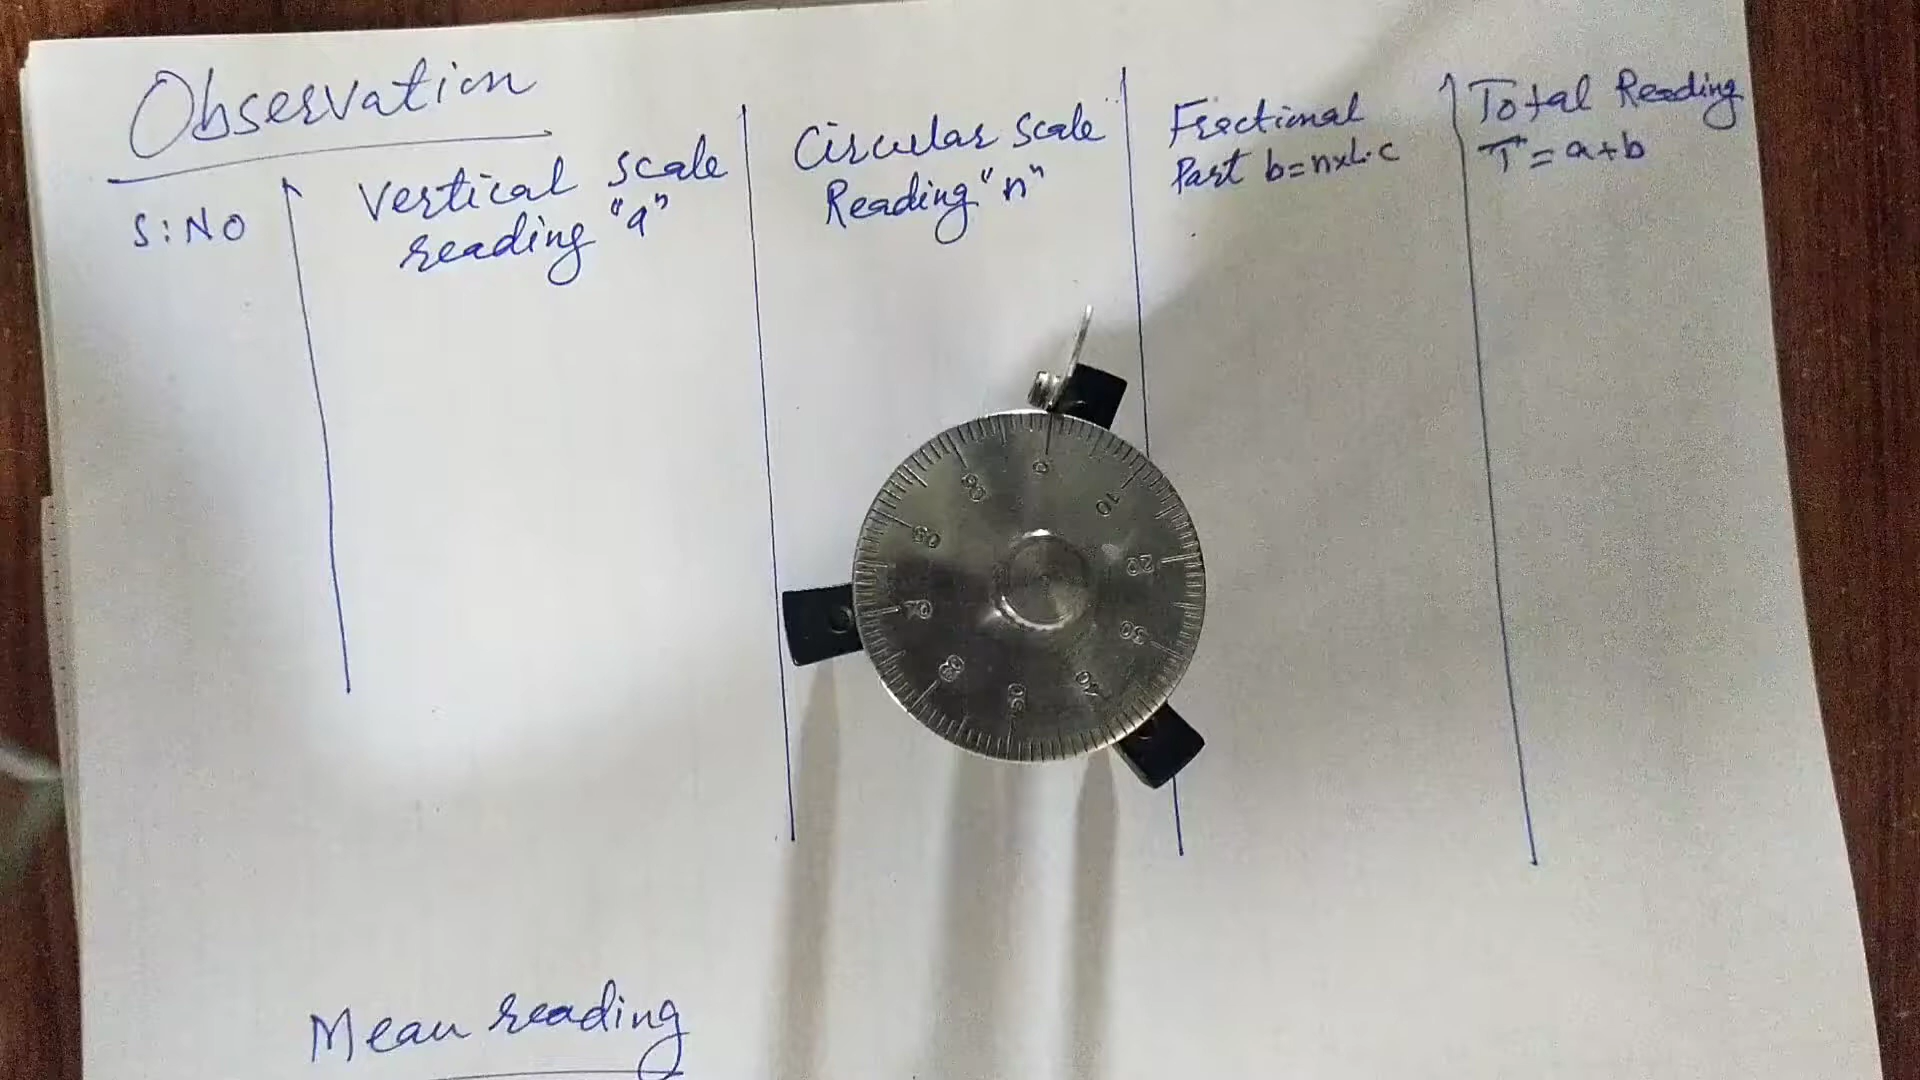 Observation
S:NO
Vertical Scale
reading "a"
Circular Scale
Reading "n"
Fractional
Part b=nxL.c
Total Reading
T=a+b
0
10
20
30
40
50
60
70
80
90
Mean reading